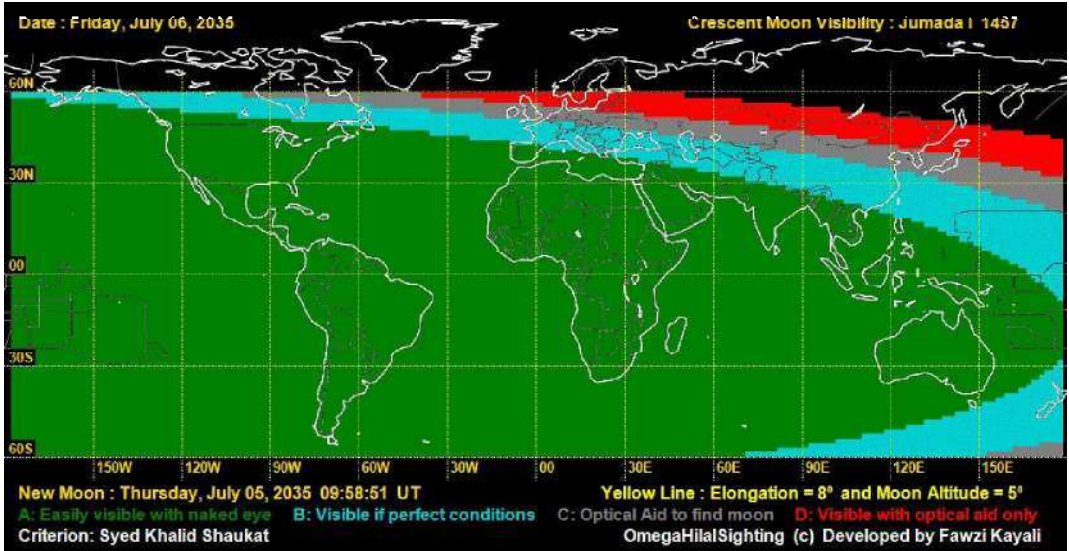 Date : Friday, July 06, 2035 Crescent Moon Visibility : Jumada I 1457
60N
30N
00
30S
60S
150W 120W 90W 60W 30W 00 30E 60E 90E 120E 150E
New Moon : Thursday, July 05, 2035 09:58:51 UT Yellow Line : Elongation = 8º and Moon Altitude = 5º
A: Easily visible with naked eye B: Visible if perfect conditions C: Optical Aid to find moon D: Visible with optical aid only
Criterion: Syed Khalid Shaukat OmegaHilalSighting (c) Developed by Fawzi Kayali